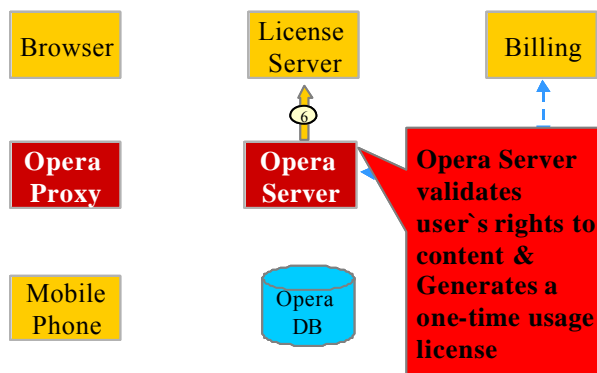 Browser
License
Server
Billing
6
Opera
Proxy
Opera
Server
Opera Server
validates
user`s rights to
content &
Generates a
one-time usage
license
Mobile
Phone
Opera
DB